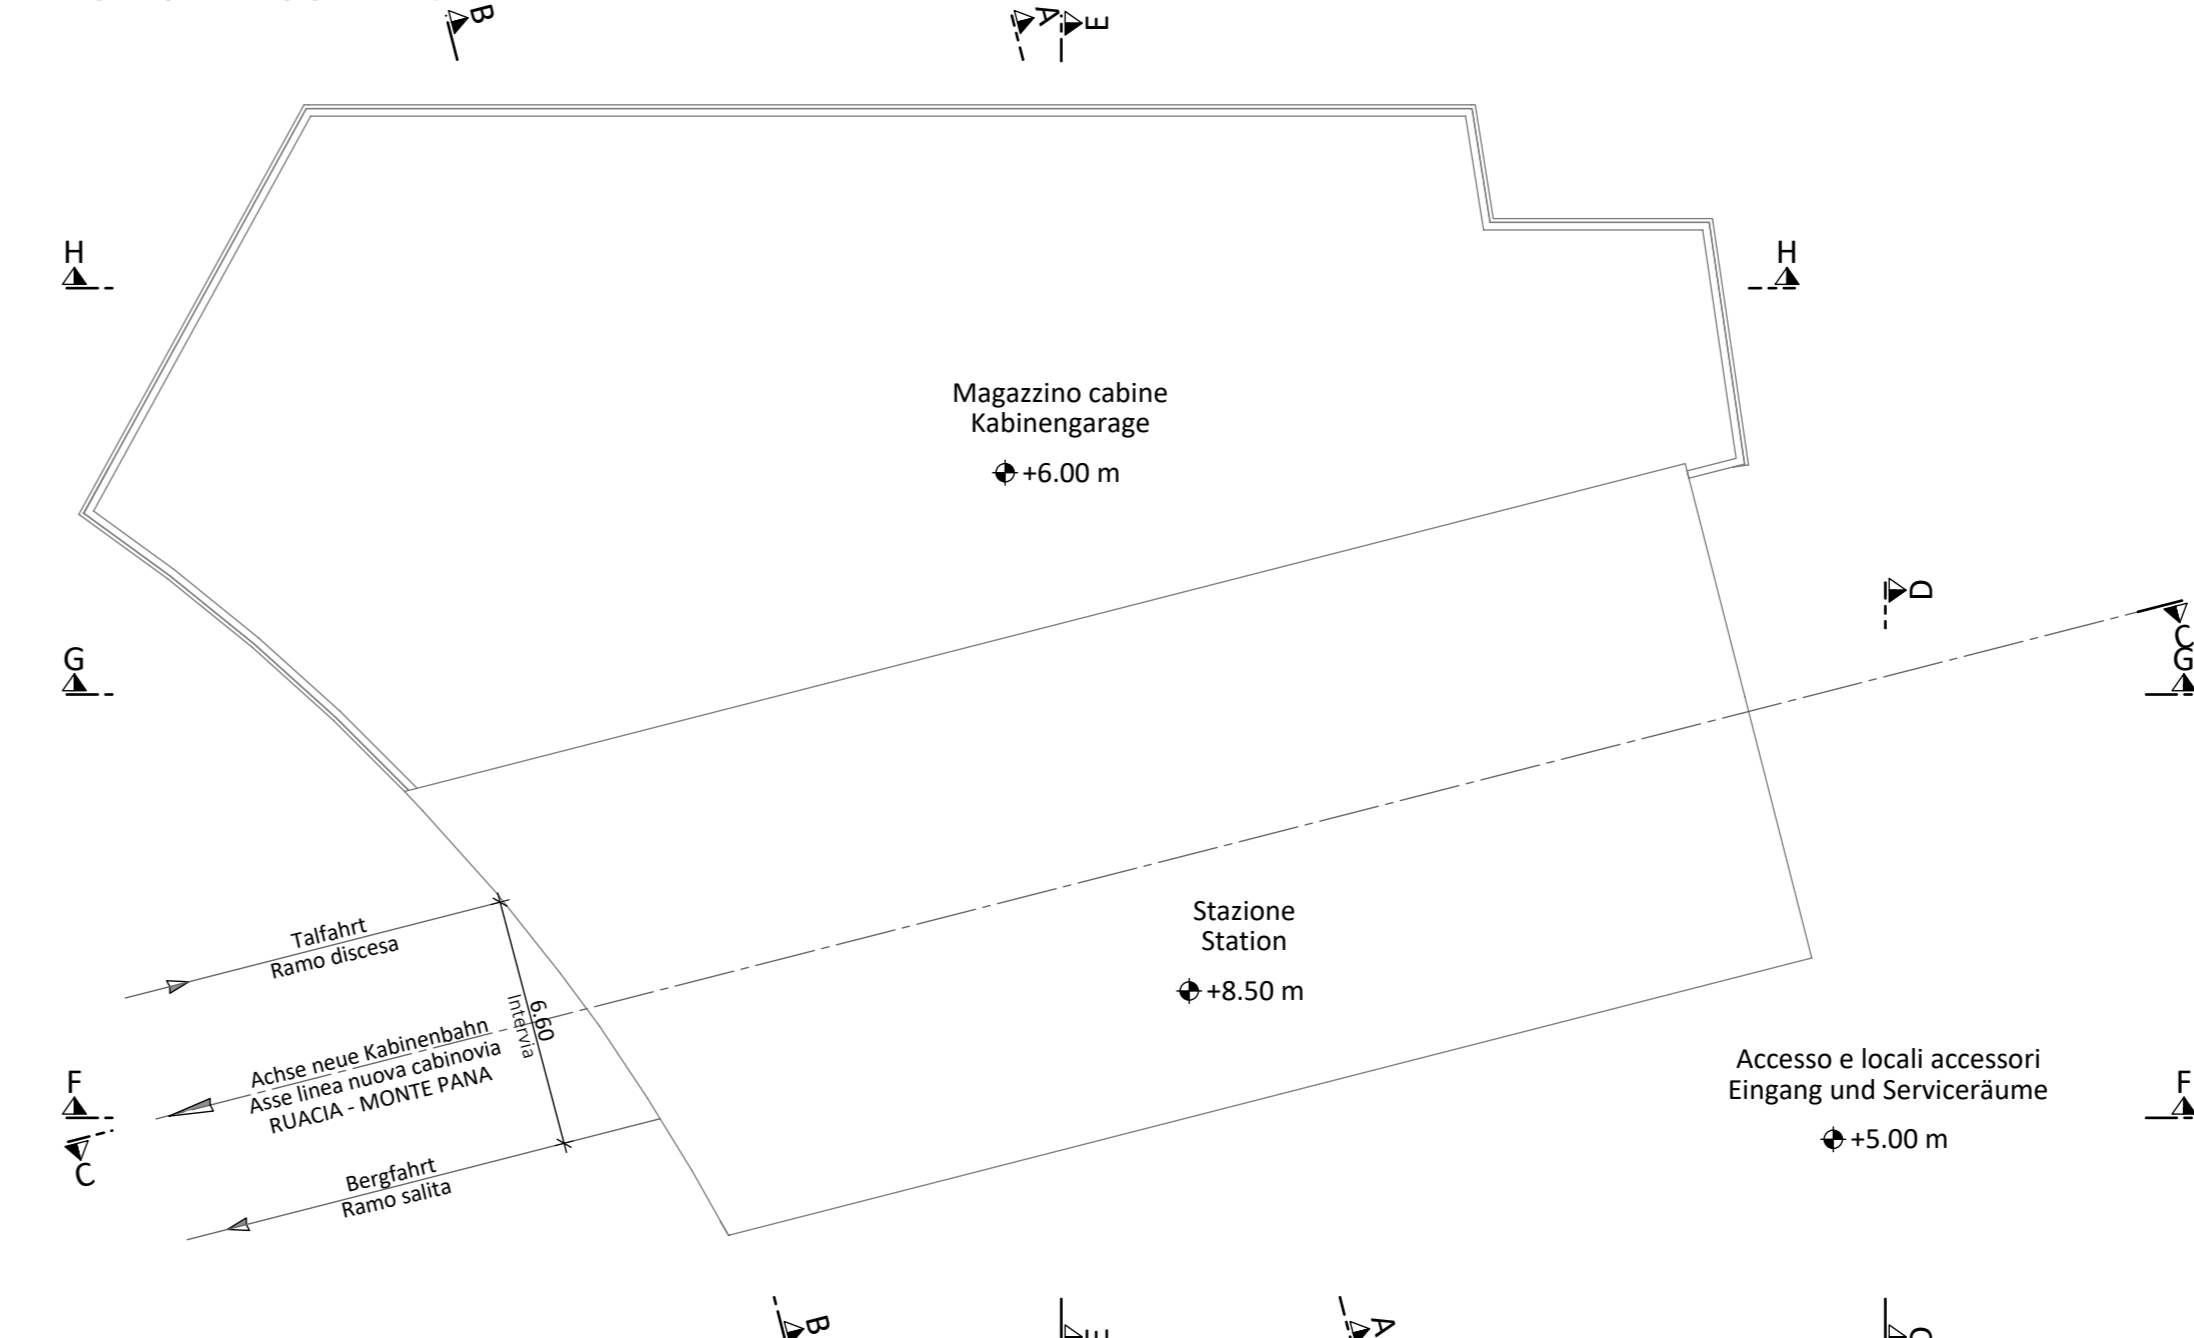 B
A
E
H
H
Magazzino cabine
Kabinengarage
+6.00 m
D
C
G
G
Stazione
Station
+8.50 m
Talfahrt
Ramo discesa
6.60
Intervia
Achse neue Kabinenbahn
Asse linea nuova cabinovia
RUACIA - MONTE PANA
Accesso e locali accessori
Eingang und Serviceräume
+5.00 m
F
F
C
Bergfahrt
Ramo salita
B
E
A